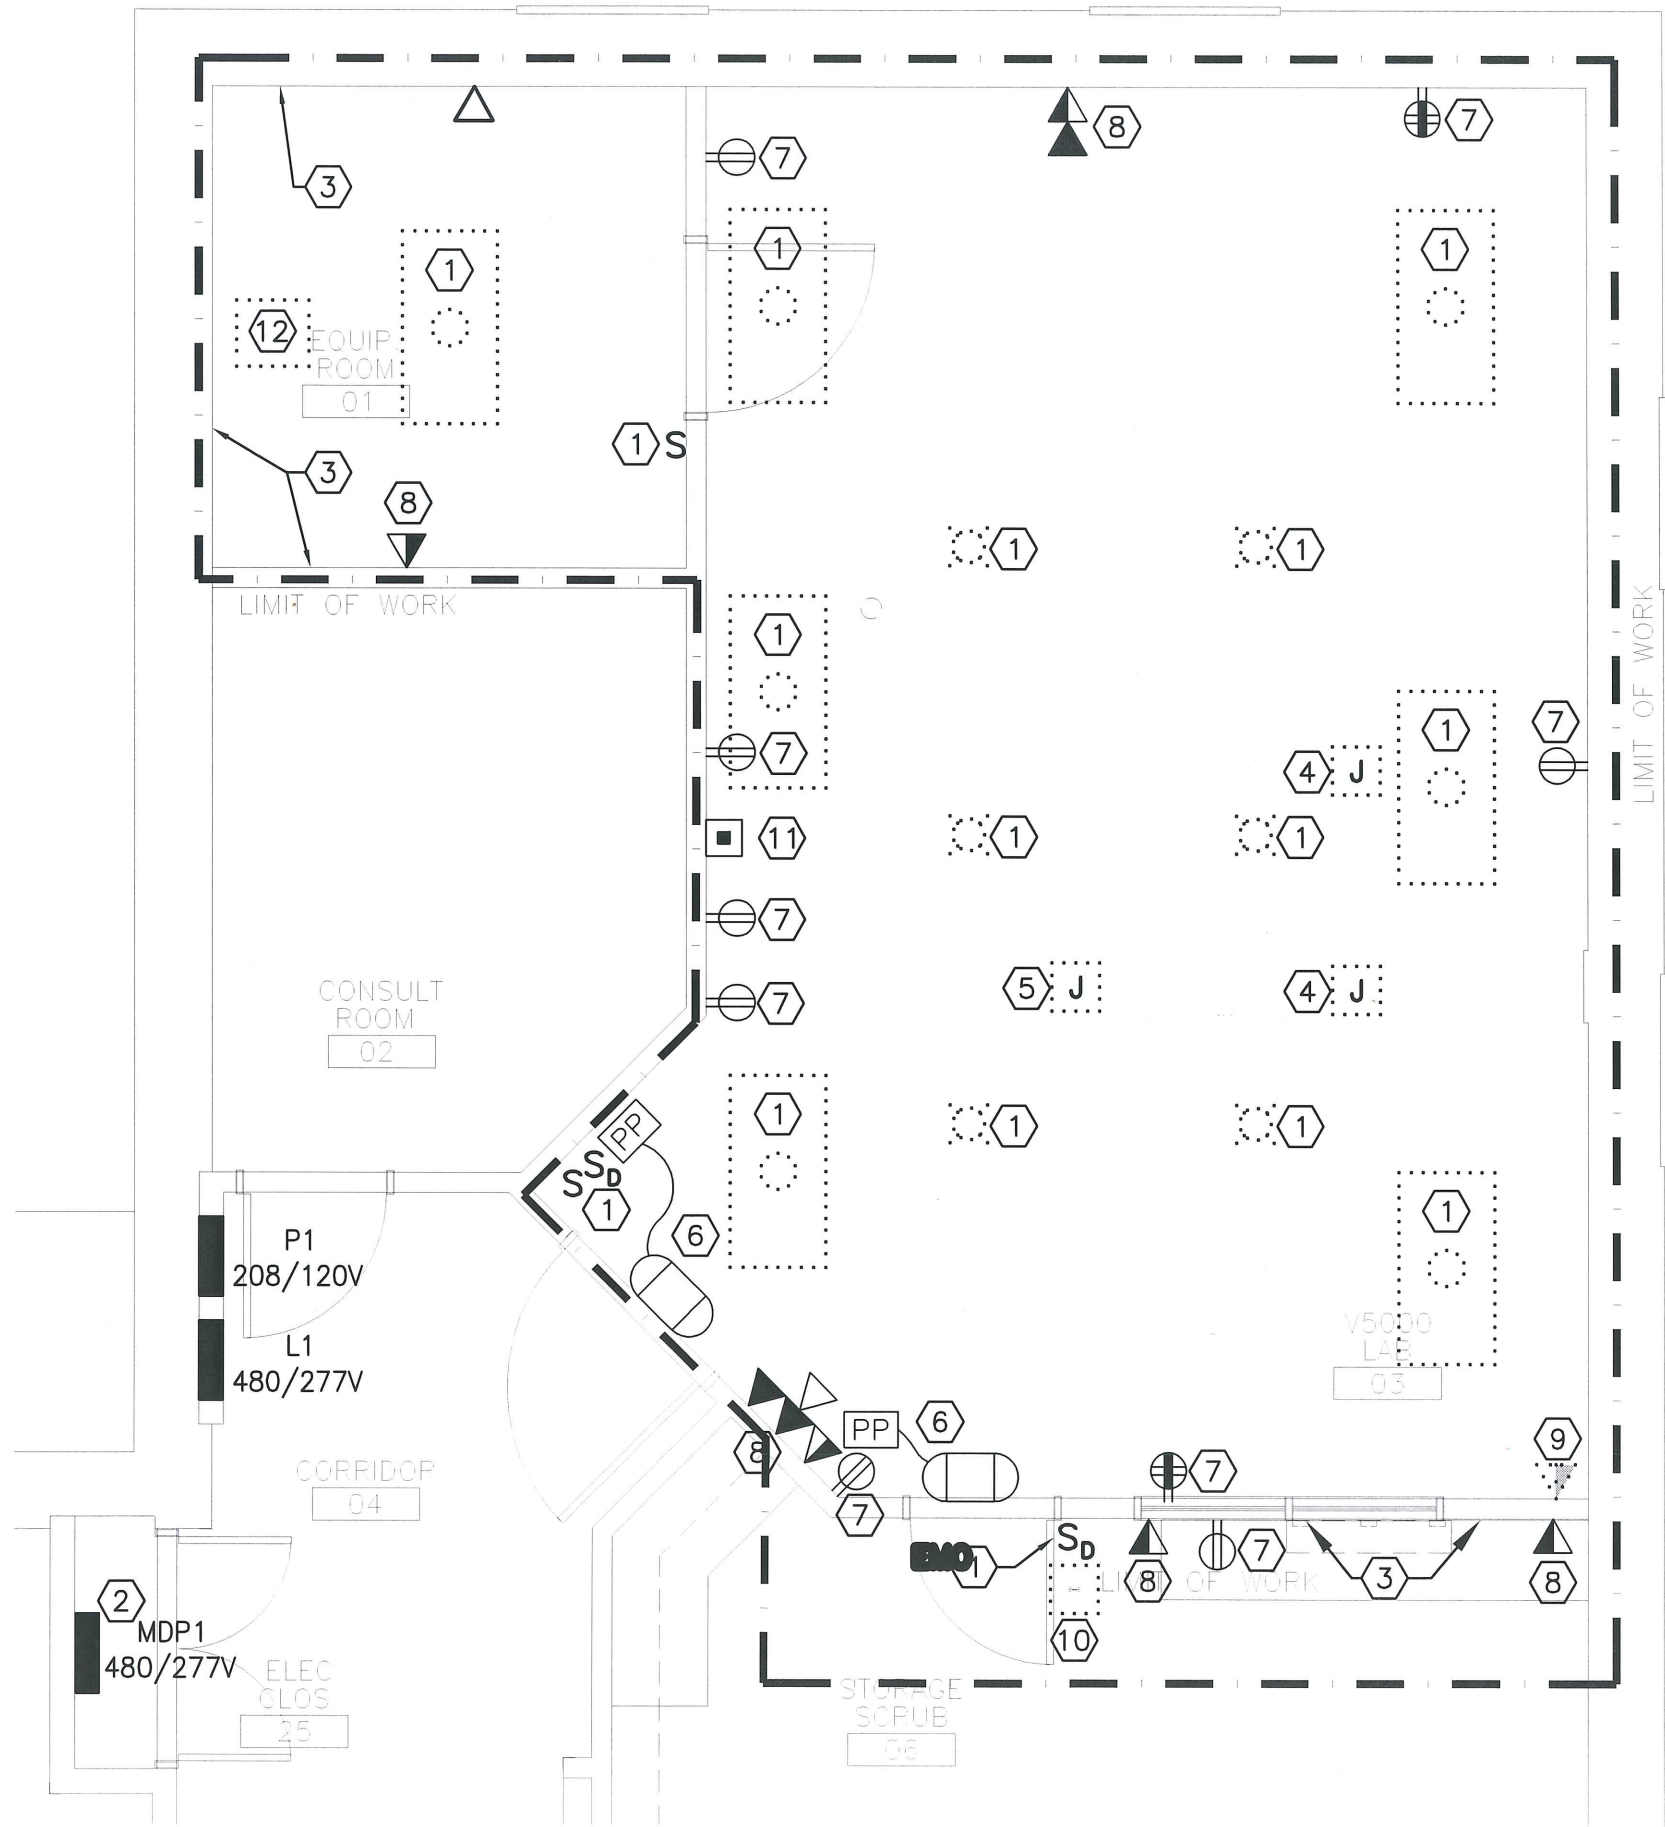 8
7
7
3
1
1
1
12
EQUIP
ROOM
01
1 S
3
8
1
1
LIMIT OF WORK
LIMIT OF WORK
1
1
7
7
4 J
11
1
1
7
CONSULT
ROOM
02
5 J
4 J
7
PP
1
1
1
S
SD
1
6
1
P1
208/120V
L1
480/277V
V5000
LAB
03
8
PP
6
7
9
7
CORRIDOR
04
EMO
1
SD
8
7
LIMIT OF WORK
3
8
2
MDP1
480/277V
10
ELEC
CLOS
25
STORAGE
SCRUB
06